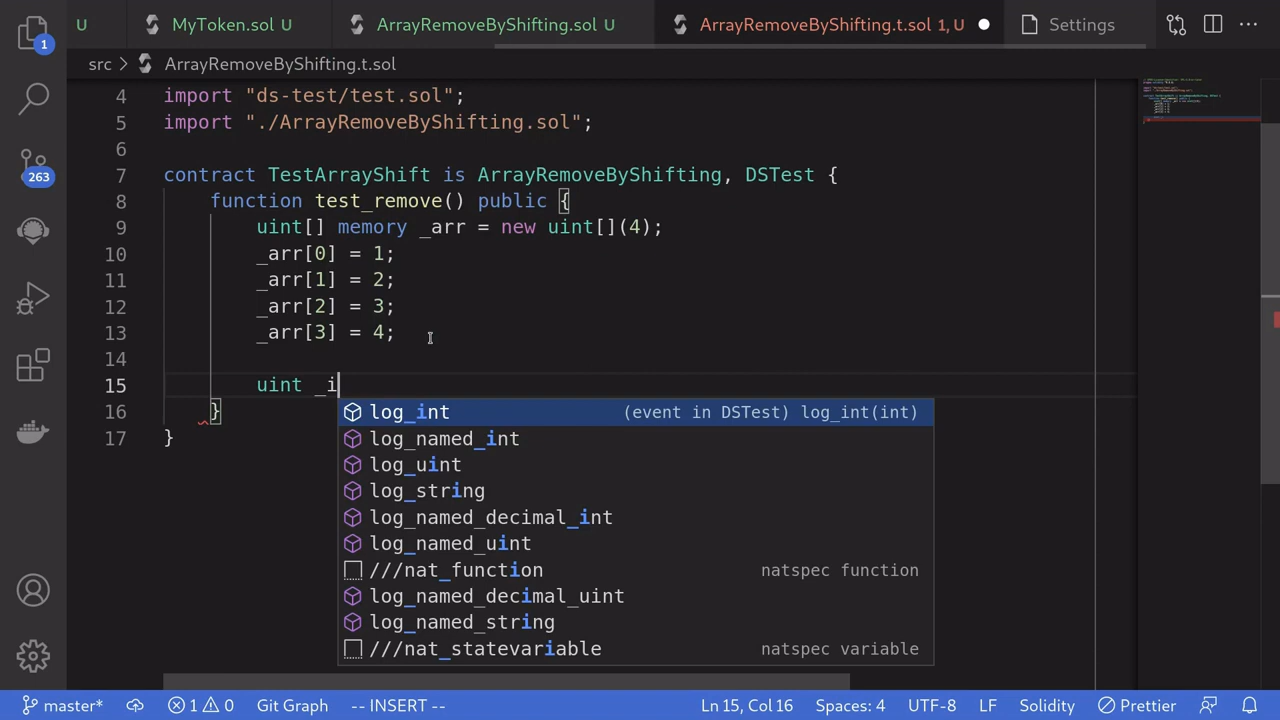 U MyToken.sol U ArrayRemoveByShifting.sol U ArrayRemoveByShifting.t.sol 1, U Settings
1
src > ArrayRemoveByShifting.t.sol
4 import "ds-test/test.sol";
5 import "./ArrayRemoveByShifting.sol";
6
7 contract TestArrayShift is ArrayRemoveByShifting, DSTest {
8 function test_remove() public {
9 uint[] memory _arr = new uint[](4);
10 _arr[0] = 1;
11 _arr[1] = 2;
12 _arr[2] = 3;
13 _arr[3] = 4;
14
15 uint _i
16 }
17 }
263
log_int (event in DSTest) log_int(int)
log_named_int
log_uint
log_string
log_named_decimal_int
log_named_uint
///nat_function natspec function
log_named_decimal_uint
log_named_string
///nat_statevariable natspec variable
master* 1 0 Git Graph -- INSERT -- Ln 15, Col 16 Spaces: 4 UTF-8 LF Solidity Prettier